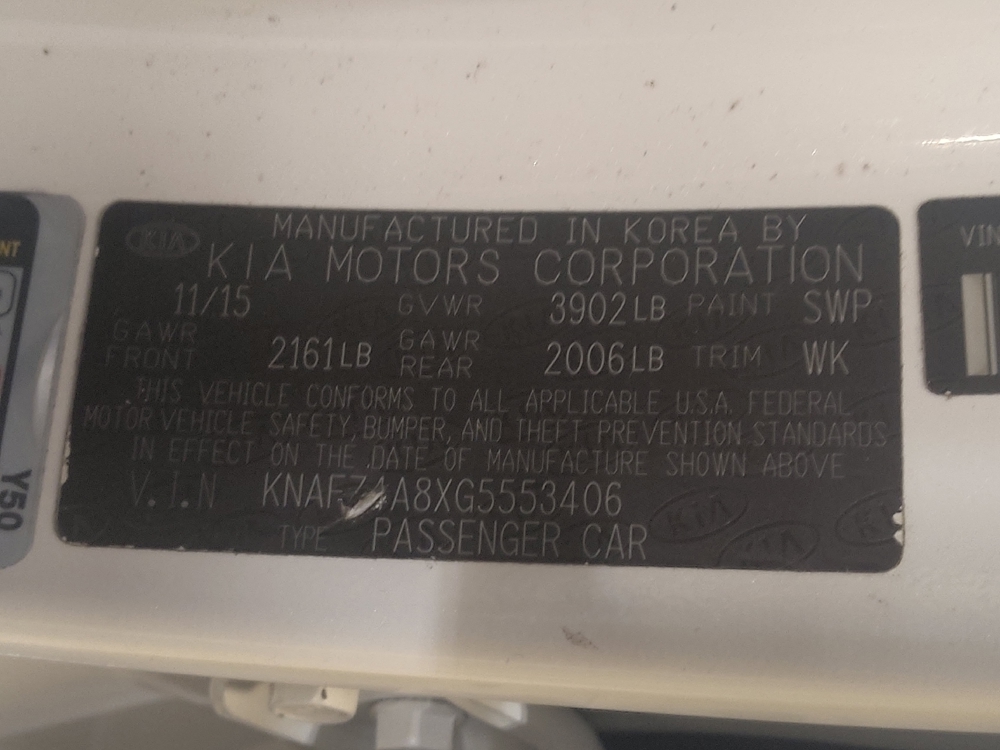 NT
Y50
KIA
MANUFACTURED IN KOREA BY
KIA MOTORS CORPORATION
11/15 GVWR 3902LB PAINT SWP
GAWR FRONT 2161LB GAWR REAR 2006LB TRIM WK
THIS VEHICLE CONFORMS TO ALL APPLICABLE U.S.A. FEDERAL
MOTOR VEHICLE SAFETY, BUMPER, AND THEFT PREVENTION STANDARDS
IN EFFECT ON THE DATE OF MANUFACTURE SHOWN ABOVE
V.I.N KNAFZ4A8XG5553406
TYPE PASSENGER CAR
VIN